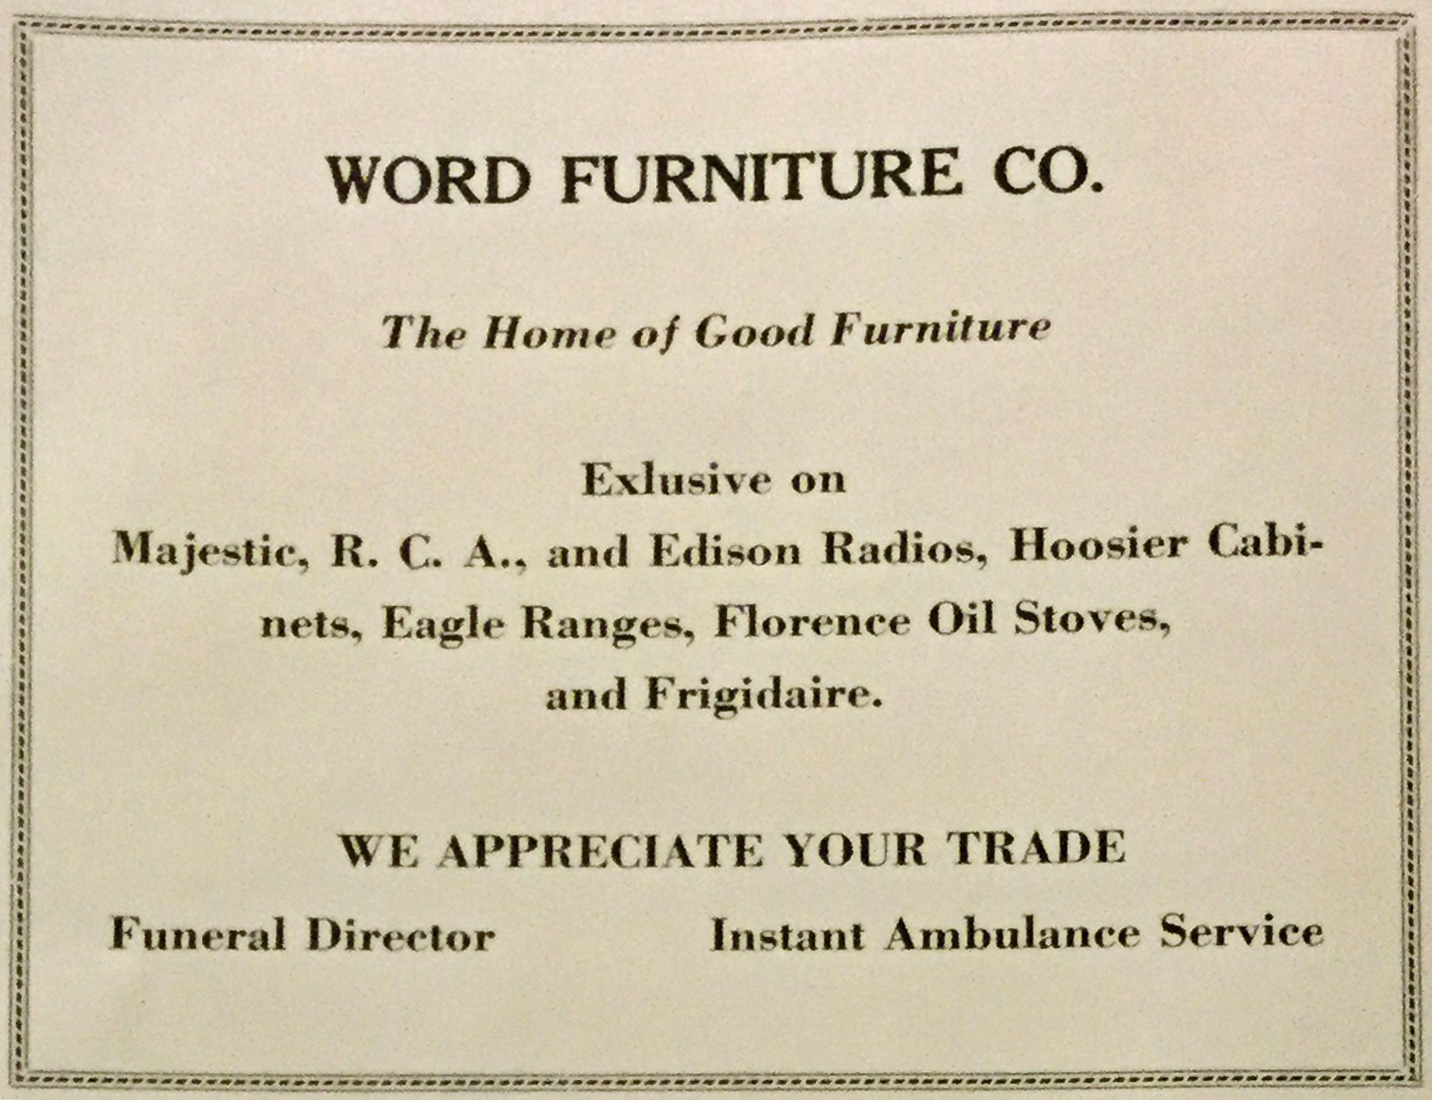 WORD FURNITURE CO.
The Home of Good Furniture
Exlusive on
Majestic, R. C. A., and Edison Radios, Hoosier Cabi-
nets, Eagle Ranges, Florence Oil Stoves,
and Frigidaire.
WE APPRECIATE YOUR TRADE
Funeral Director Instant Ambulance Service